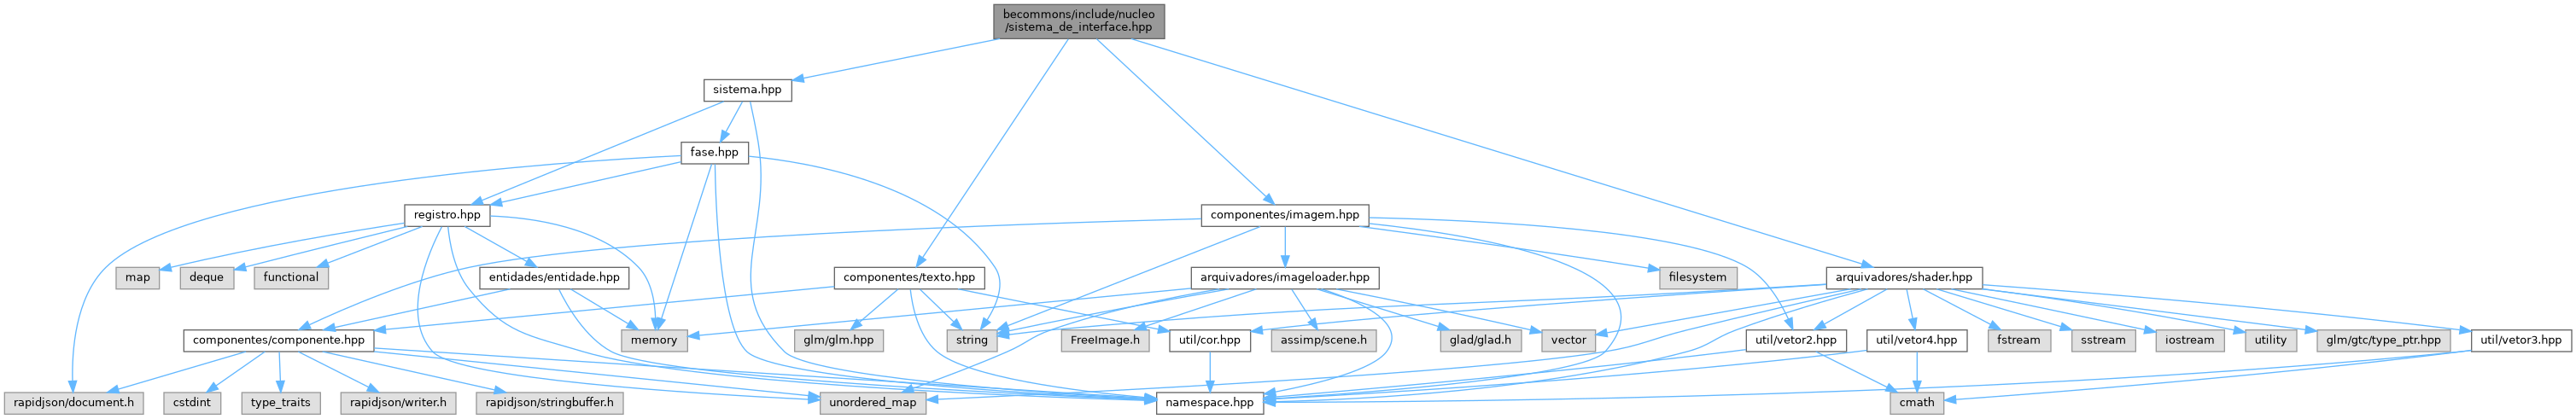 becommons/include/nucleo
/sistema_de_interface.hpp
sistema.hpp
fase.hpp
registro.hpp
componentes/imagem.hpp
map
deque
functional
entidades/entidade.hpp
componentes/texto.hpp
arquivadores/imageloader.hpp
filesystem
arquivadores/shader.hpp
componentes/componente.hpp
memory
glm/glm.hpp
string
FreeImage.h
util/cor.hpp
assimp/scene.h
glad/glad.h
vector
util/vetor2.hpp
util/vetor4.hpp
fstream
sstream
iostream
utility
glm/gtc/type_ptr.hpp
util/vetor3.hpp
rapidjson/document.h
cstdint
type_traits
rapidjson/writer.h
rapidjson/stringbuffer.h
unordered_map
namespace.hpp
cmath